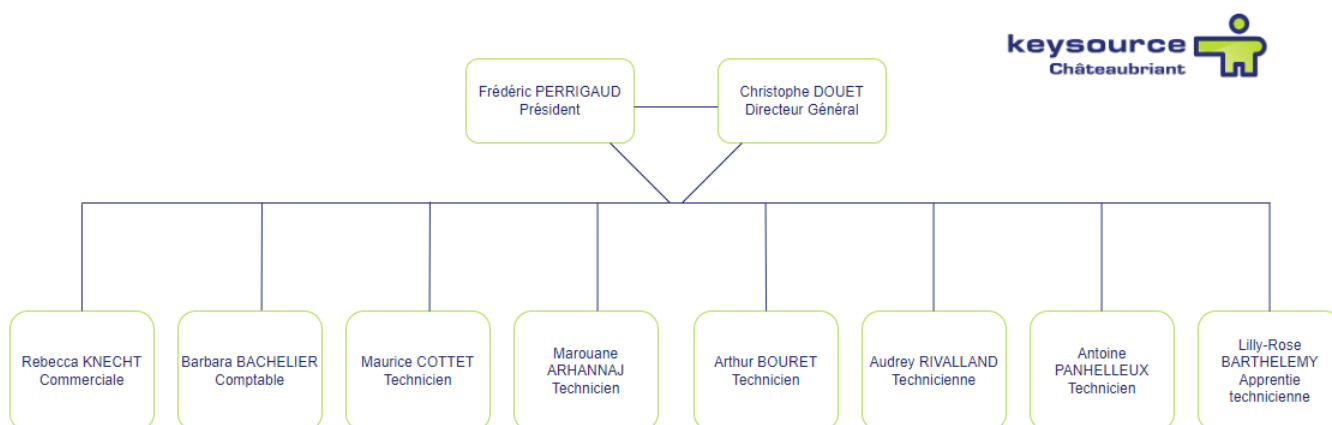 keysource
Châteaubriant
Frédéric PERRIGAUD
Président
Christophe DOUET
Directeur Général
Rebecca KNECHT
Commerciale
Barbara BACHELIER
Comptable
Maurice COTTET
Technicien
Marouane
ARHANNAJ
Technicien
Arthur BOURET
Technicien
Audrey RIVALLAND
Technicienne
Antoine
PANHELLEUX
Technicien
Lilly-Rose
BARTHELEMY
Apprentie
technicienne